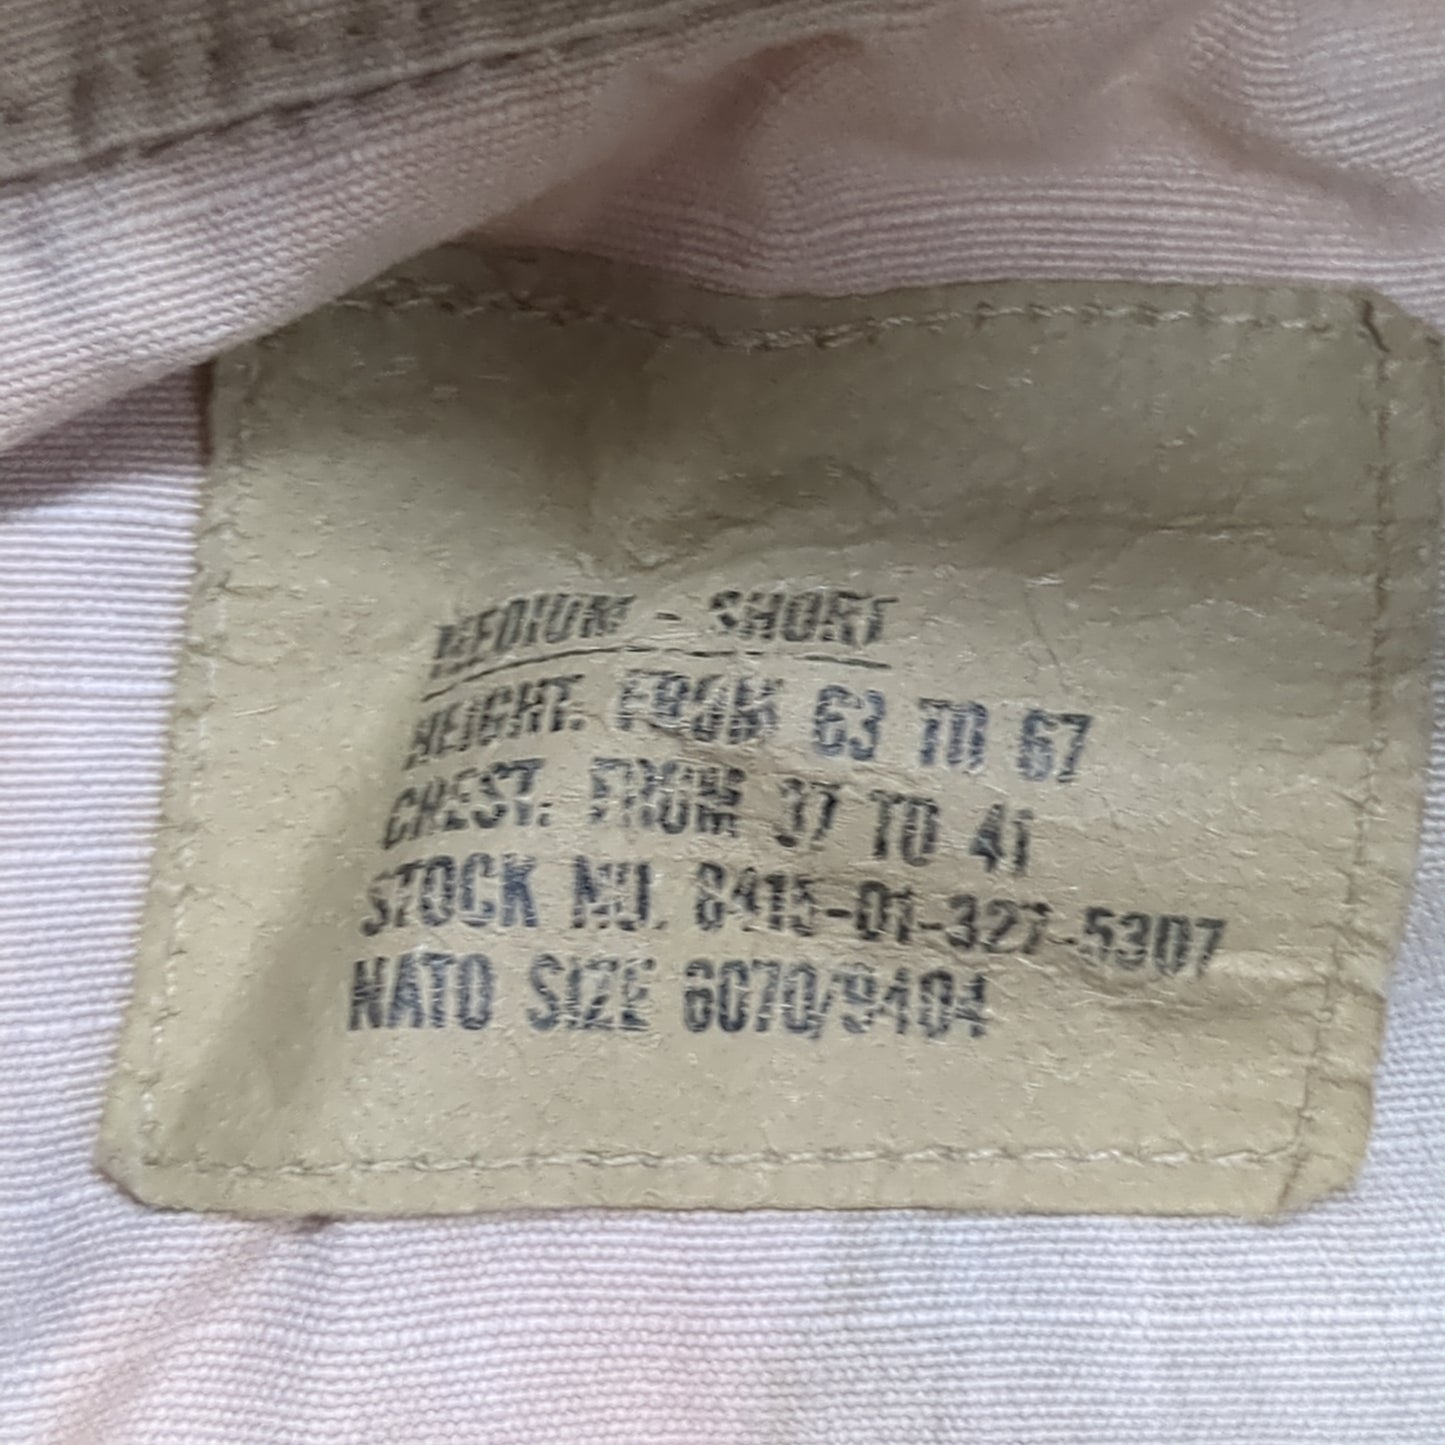 MEDIUM - SHORT
HEIGHT: FROM 63 TO 67
CHEST: FROM 37 TO 41
STOCK NO. 8415-01-327-5307
NATO SIZE 6070/9404